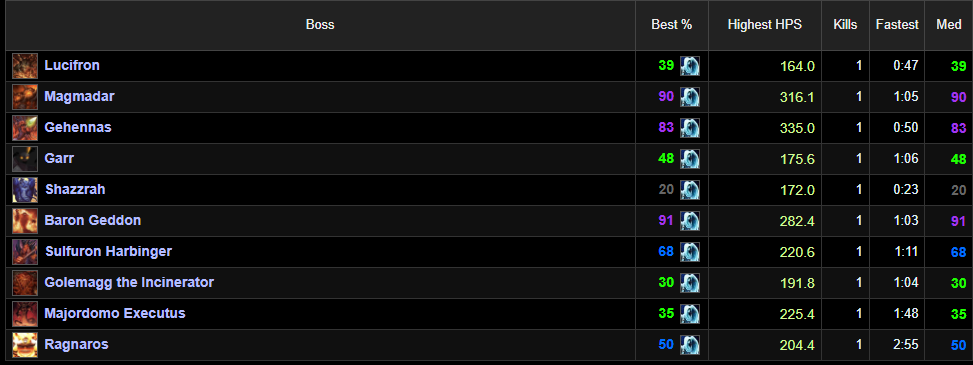 Boss Best % Highest HPS Kills Fastest Med
Lucifron 39 164.0 1 0:47 39
Magmadar 90 316.1 1 1:05 90
Gehennas 83 335.0 1 0:50 83
Garr 48 175.6 1 1:06 48
Shazzrah 20 172.0 1 0:23 20
Baron Geddon 91 282.4 1 1:03 91
Sulfuron Harbinger 68 220.6 1 1:11 68
Golemagg the Incinerator 30 191.8 1 1:04 30
Majordomo Executus 35 225.4 1 1:48 35
Ragnaros 50 204.4 1 2:55 50